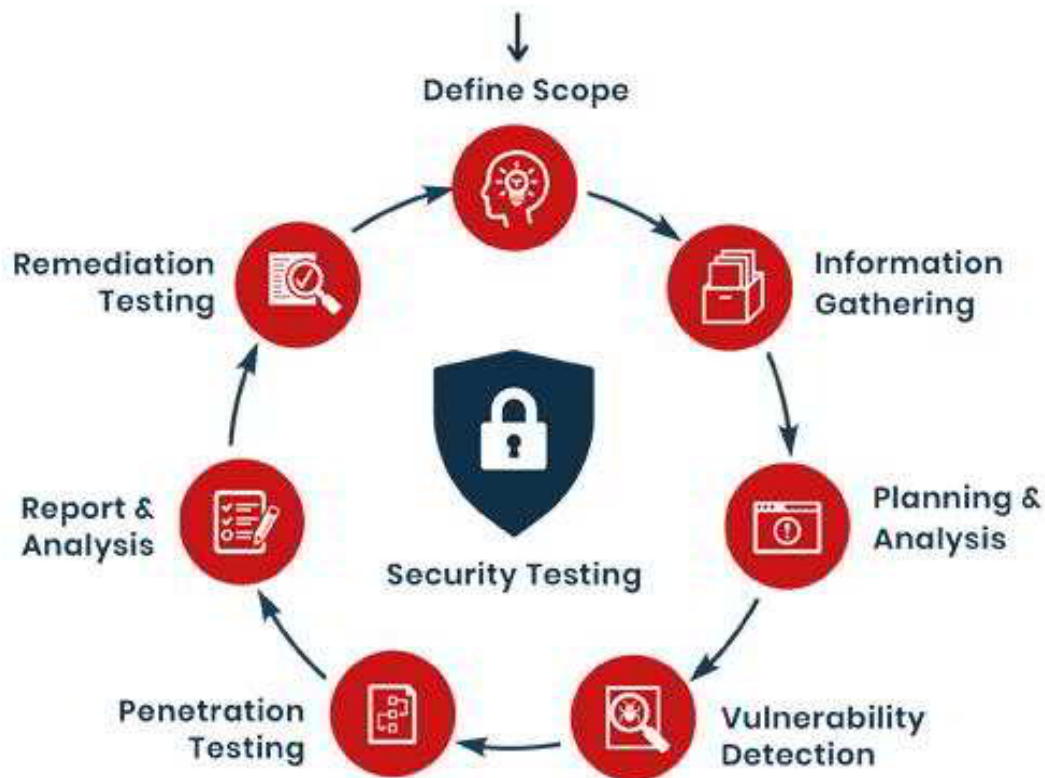 Define Scope
Information
Gathering
Planning &
Analysis
Vulnerability
Detection
Penetration
Testing
Report &
Analysis
Remediation
Testing
Security Testing